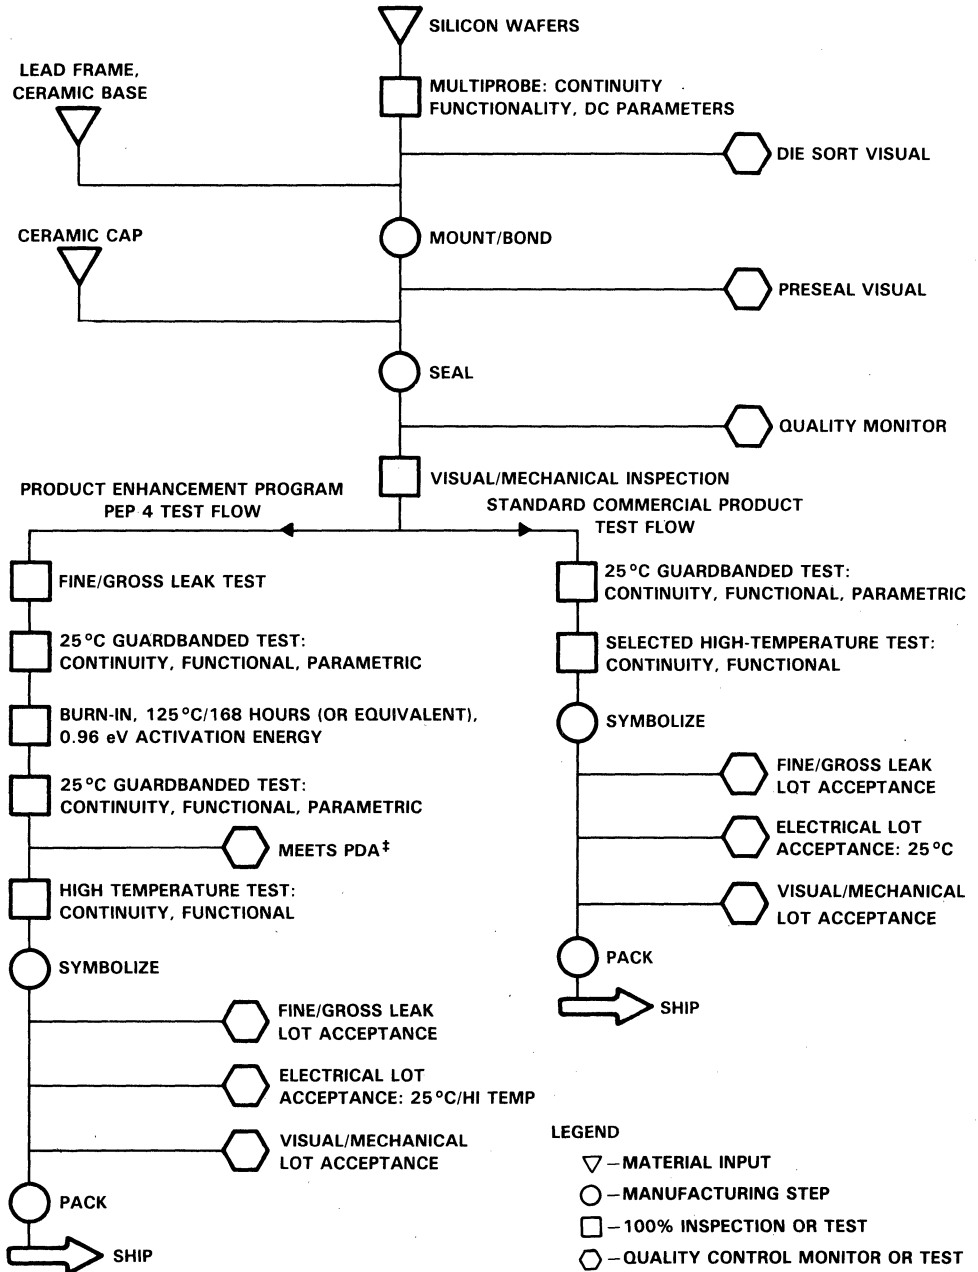 SILICON WAFERS
LEAD FRAME,
CERAMIC BASE
MULTIPROBE: CONTINUITY
FUNCTIONALITY, DC PARAMETERS
DIE SORT VISUAL
CERAMIC CAP
MOUNT/BOND
PRESEAL VISUAL
SEAL
QUALITY MONITOR
VISUAL/MECHANICAL INSPECTION
PRODUCT ENHANCEMENT PROGRAM
PEP 4 TEST FLOW
STANDARD COMMERCIAL PRODUCT
TEST FLOW
FINE/GROSS LEAK TEST
25°C GUARDBANDED TEST:
CONTINUITY, FUNCTIONAL, PARAMETRIC
BURN-IN, 125°C/168 HOURS (OR EQUIVALENT),
0.96 eV ACTIVATION ENERGY
25°C GUARDBANDED TEST:
CONTINUITY, FUNCTIONAL, PARAMETRIC
MEETS PDA‡
HIGH TEMPERATURE TEST:
CONTINUITY, FUNCTIONAL
SYMBOLIZE
FINE/GROSS LEAK
LOT ACCEPTANCE
ELECTRICAL LOT
ACCEPTANCE: 25°C/HI TEMP
VISUAL/MECHANICAL
LOT ACCEPTANCE
PACK
SHIP
25°C GUARDBANDED TEST:
CONTINUITY, FUNCTIONAL, PARAMETRIC
SELECTED HIGH-TEMPERATURE TEST:
CONTINUITY, FUNCTIONAL
SYMBOLIZE
FINE/GROSS LEAK
LOT ACCEPTANCE
ELECTRICAL LOT
ACCEPTANCE: 25°C
VISUAL/MECHANICAL
LOT ACCEPTANCE
PACK
SHIP
LEGEND
–MATERIAL INPUT
–MANUFACTURING STEP
–100% INSPECTION OR TEST
–QUALITY CONTROL MONITOR OR TEST